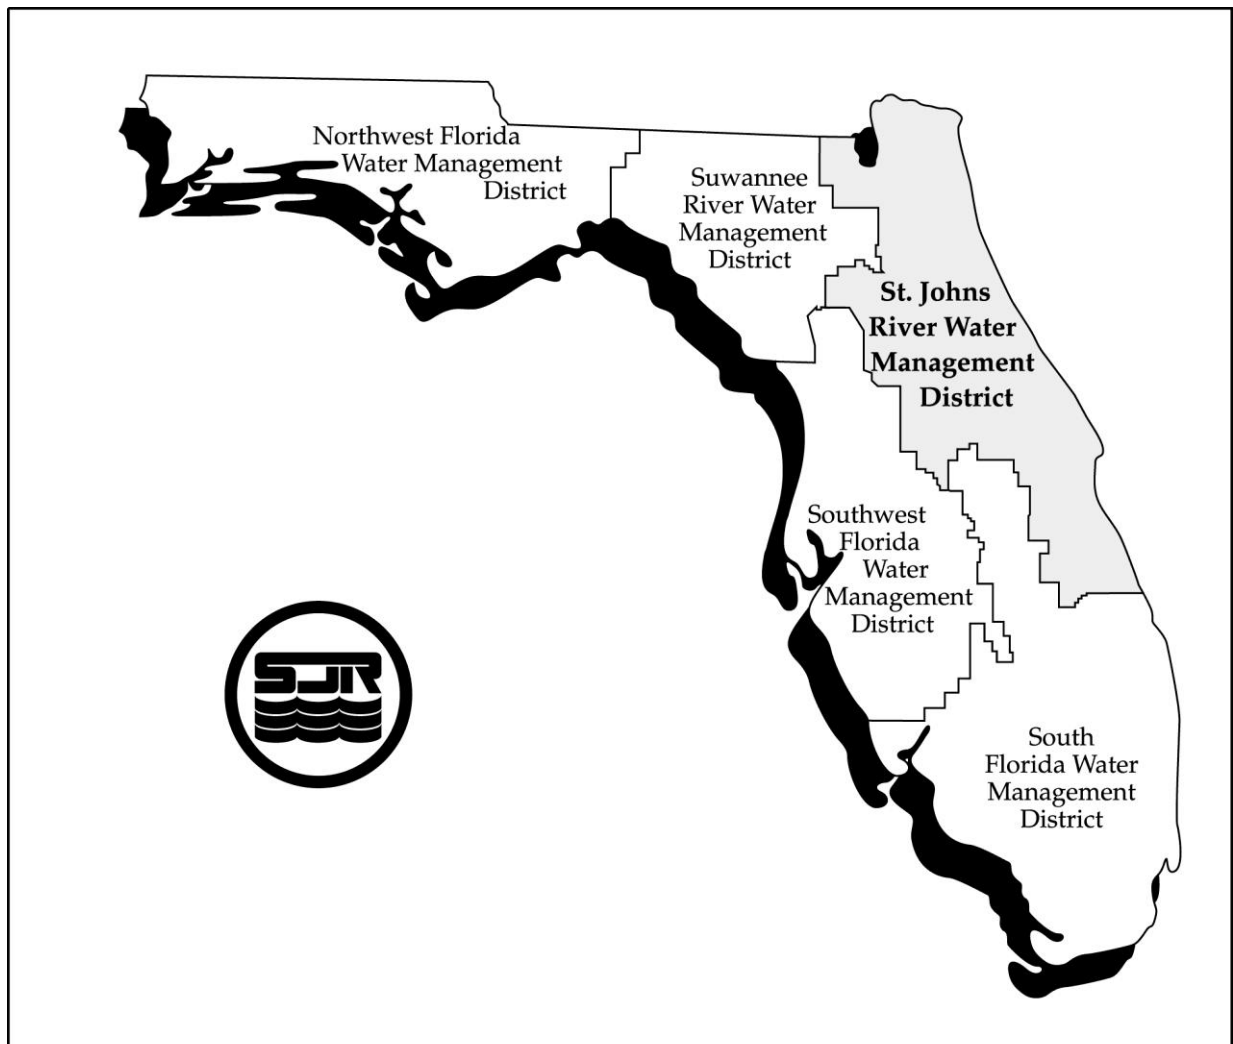 Northwest Florida
Water Management
District
Suwannee
River Water
Management
District
St. Johns
River Water
Management
District
Southwest
Florida
Water
Management
District
SJR
South
Florida Water
Management
District